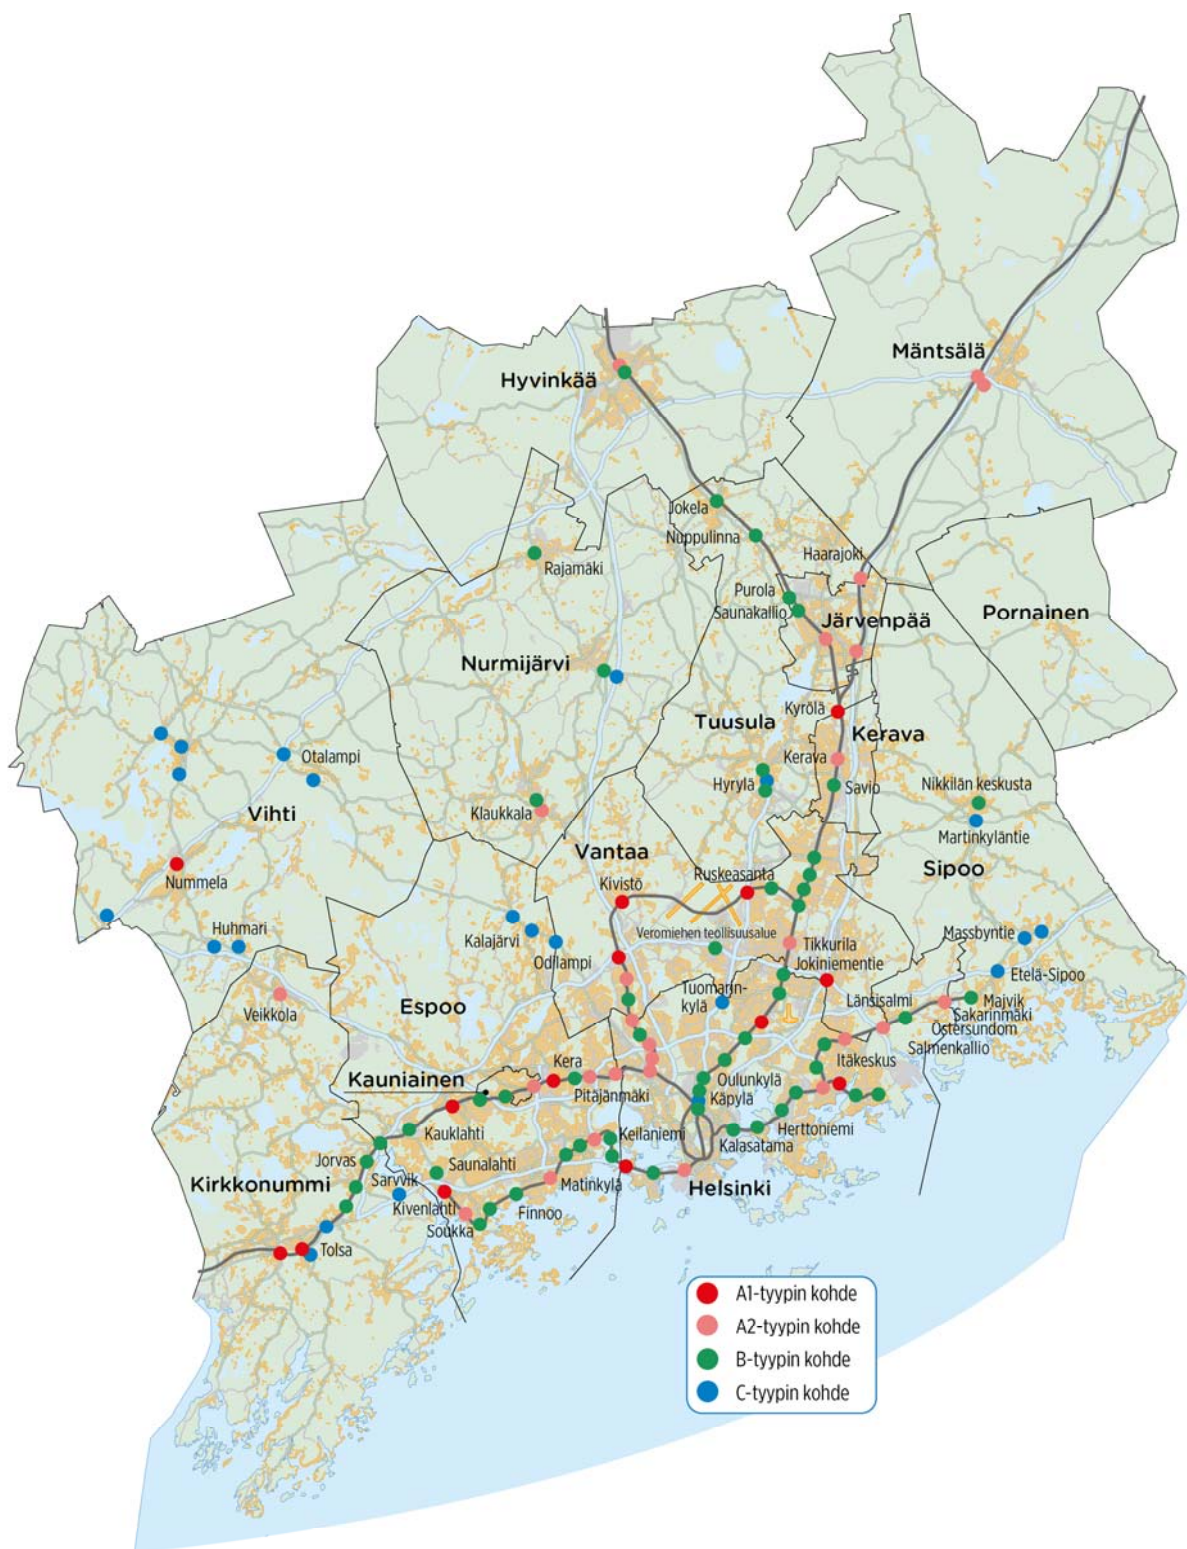 Mäntsälä
Hyvinkää
Jokela
Nuppulinna
Haarajoki
Rajamäki
Purola
Saunakallio
Järvenpää
Pornainen
Nurmijärvi
Tuusula
Kyrölä
Kerava
Otalampi
Kerava
Hyrylä
Savio
Nikkilän keskusta
Vihti
Klaukkala
Martinkyläntie
Vantaa
Sipoo
Nummela
Kivistö
Ruskeasanta
Huhmari
Kalajärvi
Odilampi
Veromiehen teollisuusalue
Tikkurila
Jokiniementie
Massbyntie
Etelä-Sipoo
Veikkola
Espoo
Tuomarin-
kylä
Länsisalmi
Majvik
Sakarinmäki
Östersundom
Salmenkallio
Kera
Itäkeskus
Kauniainen
Pitäjänmäki
Oulunkylä
Käpylä
Kauklahti
Keilaniemi
Herttoniemi
Kalasatama
Jorvas
Saunalahti
Kirkkonummi
Sarvvik
Matinkylä
Helsinki
Kivenlahti
Finnoo
Soukka
Tolsa
A1-tyypin kohde
A2-tyypin kohde
B-tyypin kohde
C-tyypin kohde